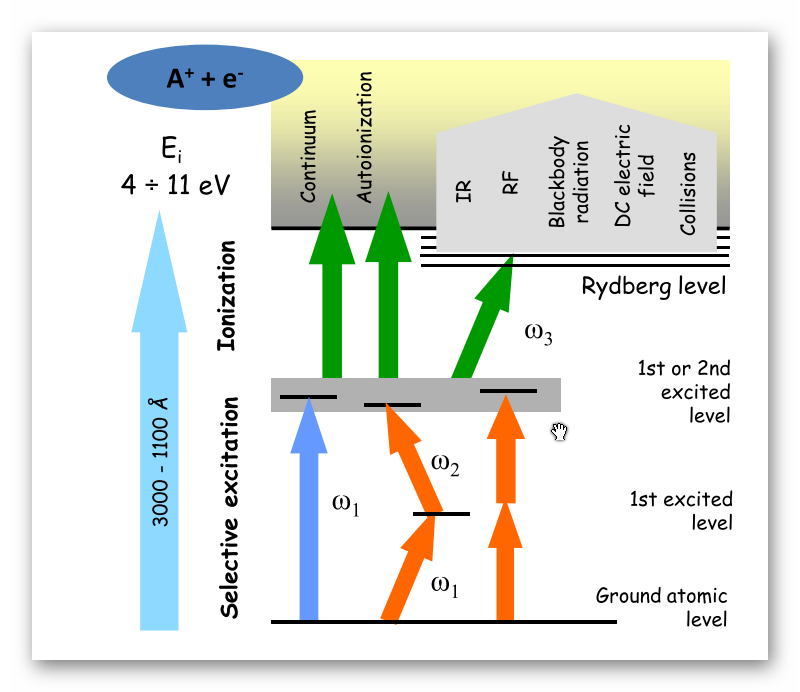 A⁺ + e⁻
Eᵢ
4 ÷ 11 eV
3000 - 1100 Å
Ionization
Selective excitation
Continuum
Autoionization
IR
RF
Blackbody
radiation
DC electric
field
Collisions
Rydberg level
ω₃
1st or 2nd
excited
level
ω₂
ω₁
1st excited
level
ω₁
Ground atomic
level